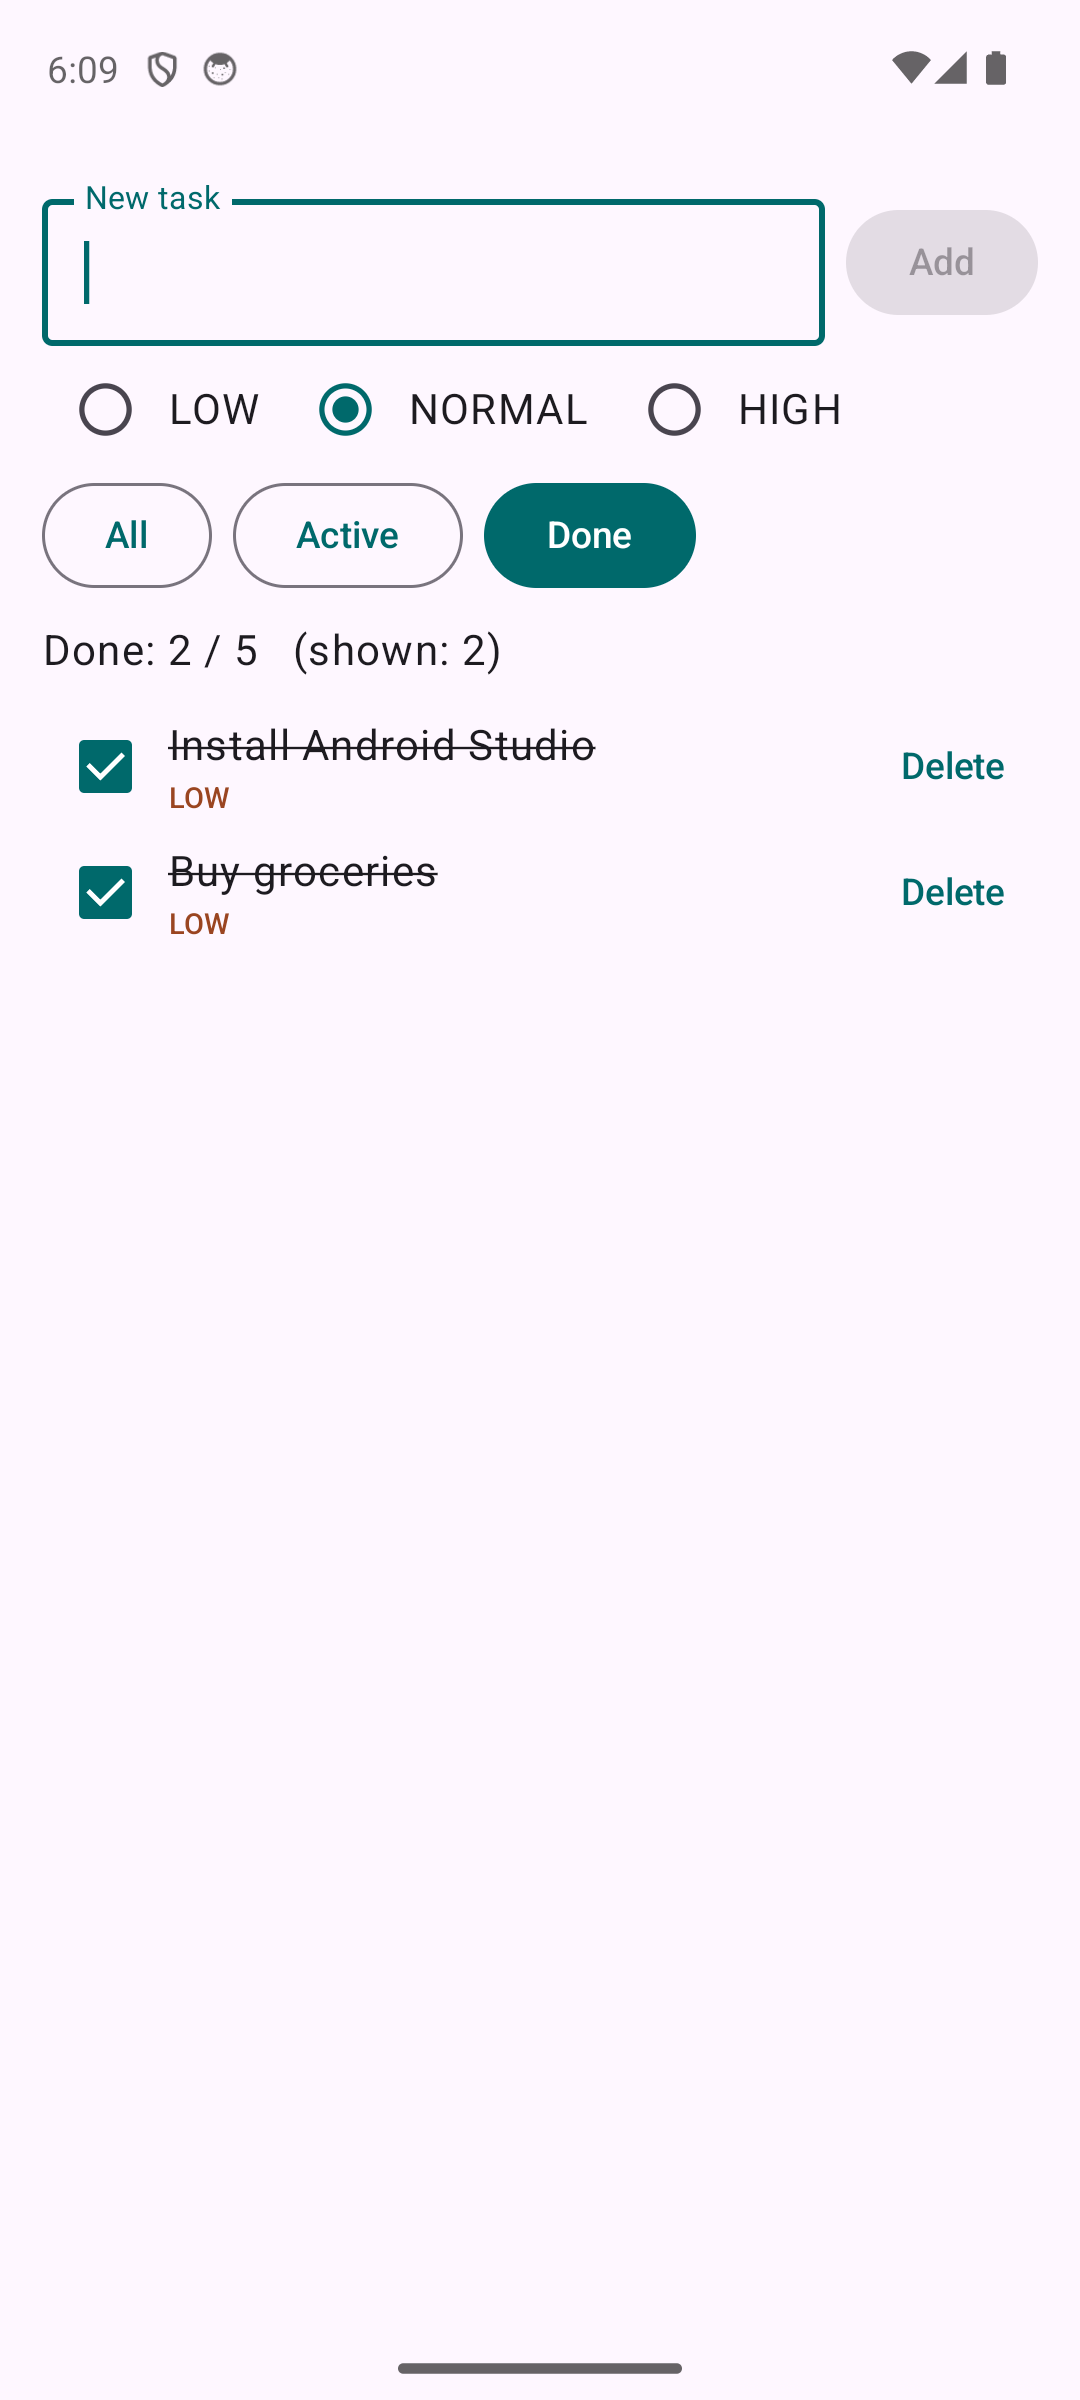 6:09
New task
Add
LOW NORMAL HIGH
All Active Done
Done: 2 / 5 (shown: 2)
Install Android Studio
LOW
Delete
Buy groceries
LOW
Delete